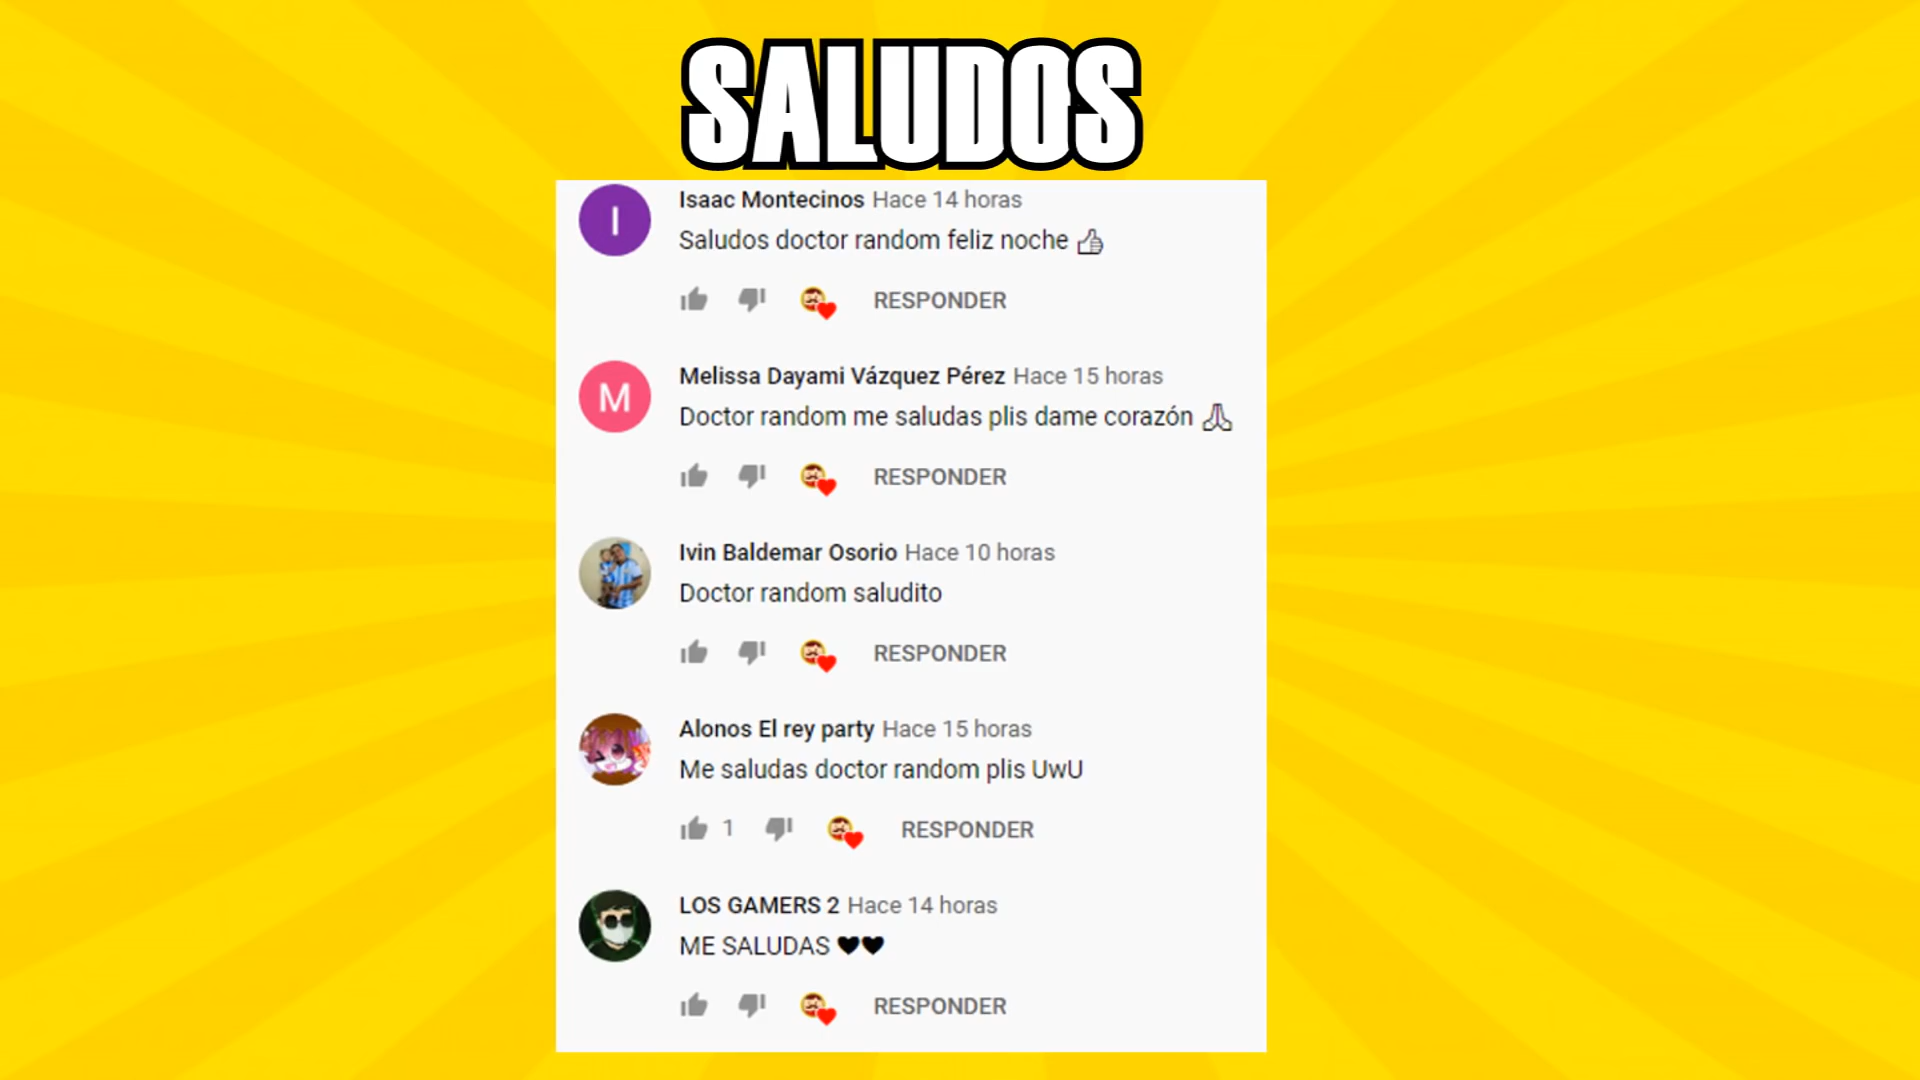 SALUDOS
I
Isaac Montecinos Hace 14 horas
Saludos doctor random feliz noche 👍
RESPONDER
M
Melissa Dayami Vázquez Pérez Hace 15 horas
Doctor random me saludas plis dame corazón 🙏
RESPONDER
Ivin Baldemar Osorio Hace 10 horas
Doctor random saludito
RESPONDER
Alonos El rey party Hace 15 horas
Me saludas doctor random plis UwU
1 RESPONDER
LOS GAMERS 2 Hace 14 horas
ME SALUDAS 🖤🖤
RESPONDER